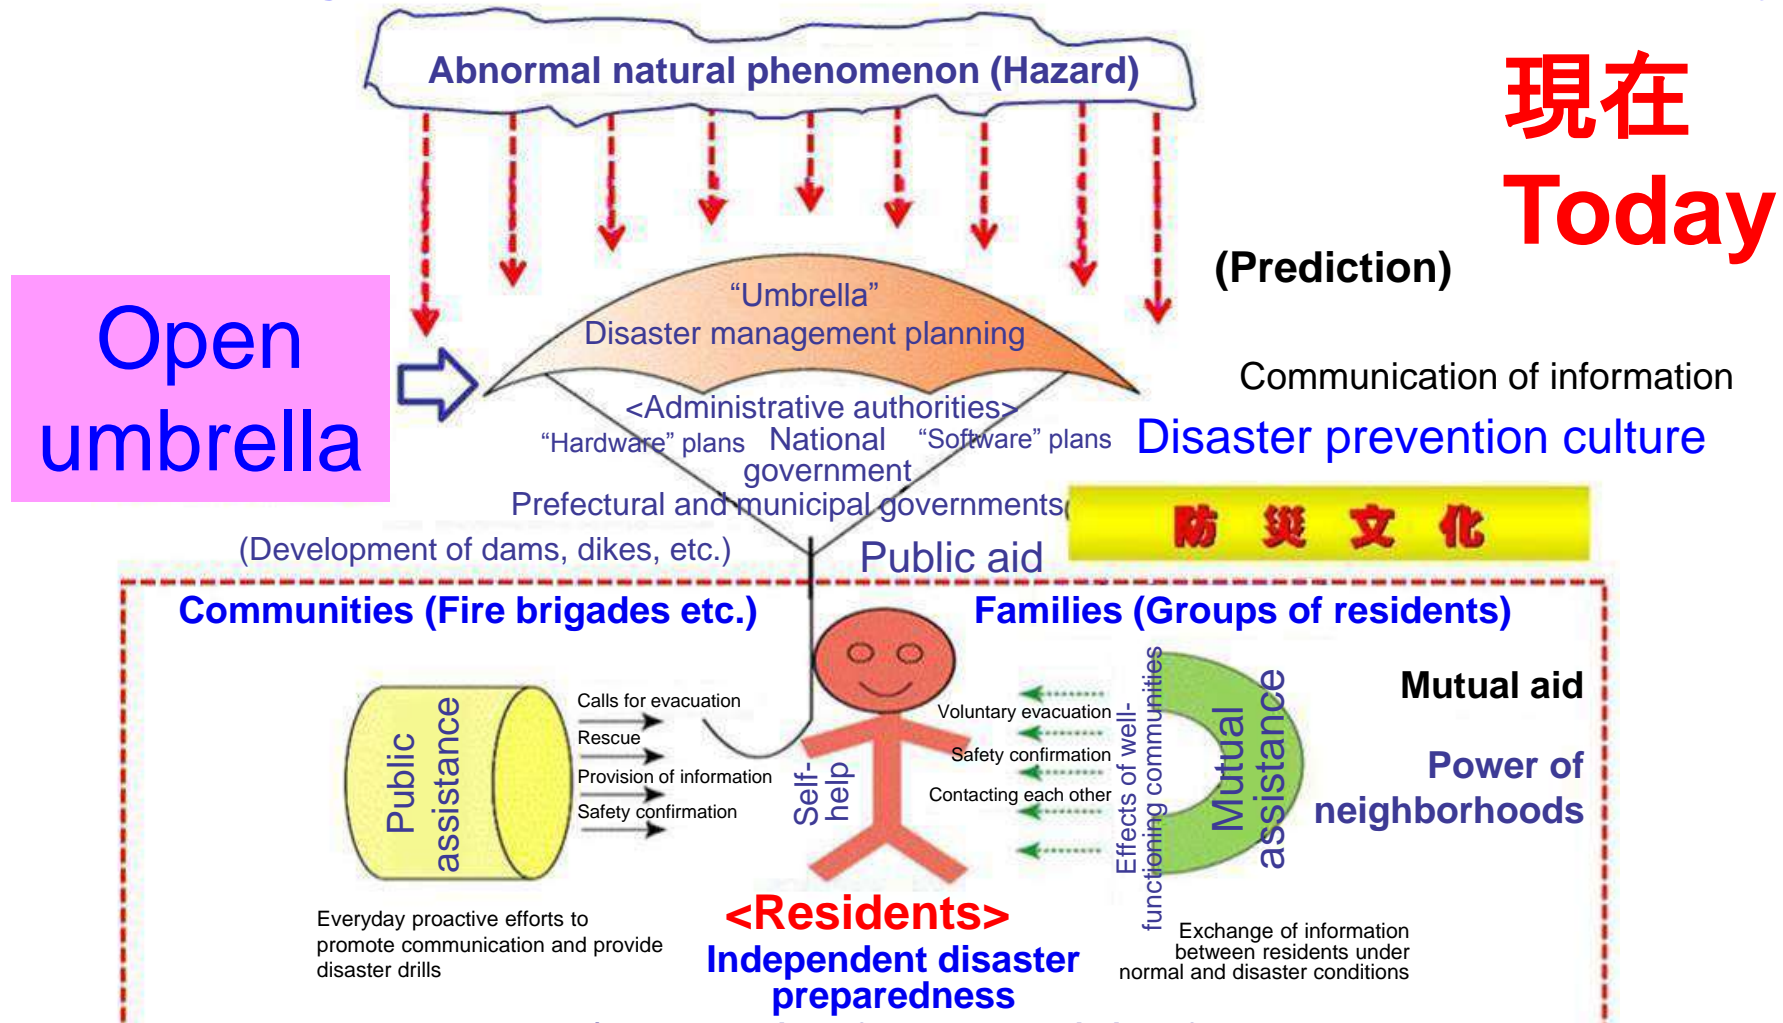 Abnormal natural phenomenon (Hazard)
現在
Today
(Prediction)
Open
umbrella
“Umbrella”
Disaster management planning
Communication of information
<Administrative authorities>
“Hardware” plans
National
government
“Software” plans
Disaster prevention culture
Prefectural and municipal governments
防 災 文 化
(Development of dams, dikes, etc.)
Public aid
Communities (Fire brigades etc.)
Families (Groups of residents)
Public
assistance
Calls for evacuation
Rescue
Provision of information
Safety confirmation
Self-
help
Voluntary evacuation
Safety confirmation
Contacting each other
Effects of well-
functioning communities
Mutual
assistance
Mutual aid
Power of
neighborhoods
Everyday proactive efforts to
promote communication and provide
disaster drills
<Residents>
Independent disaster
preparedness
Exchange of information
between residents under
normal and disaster conditions